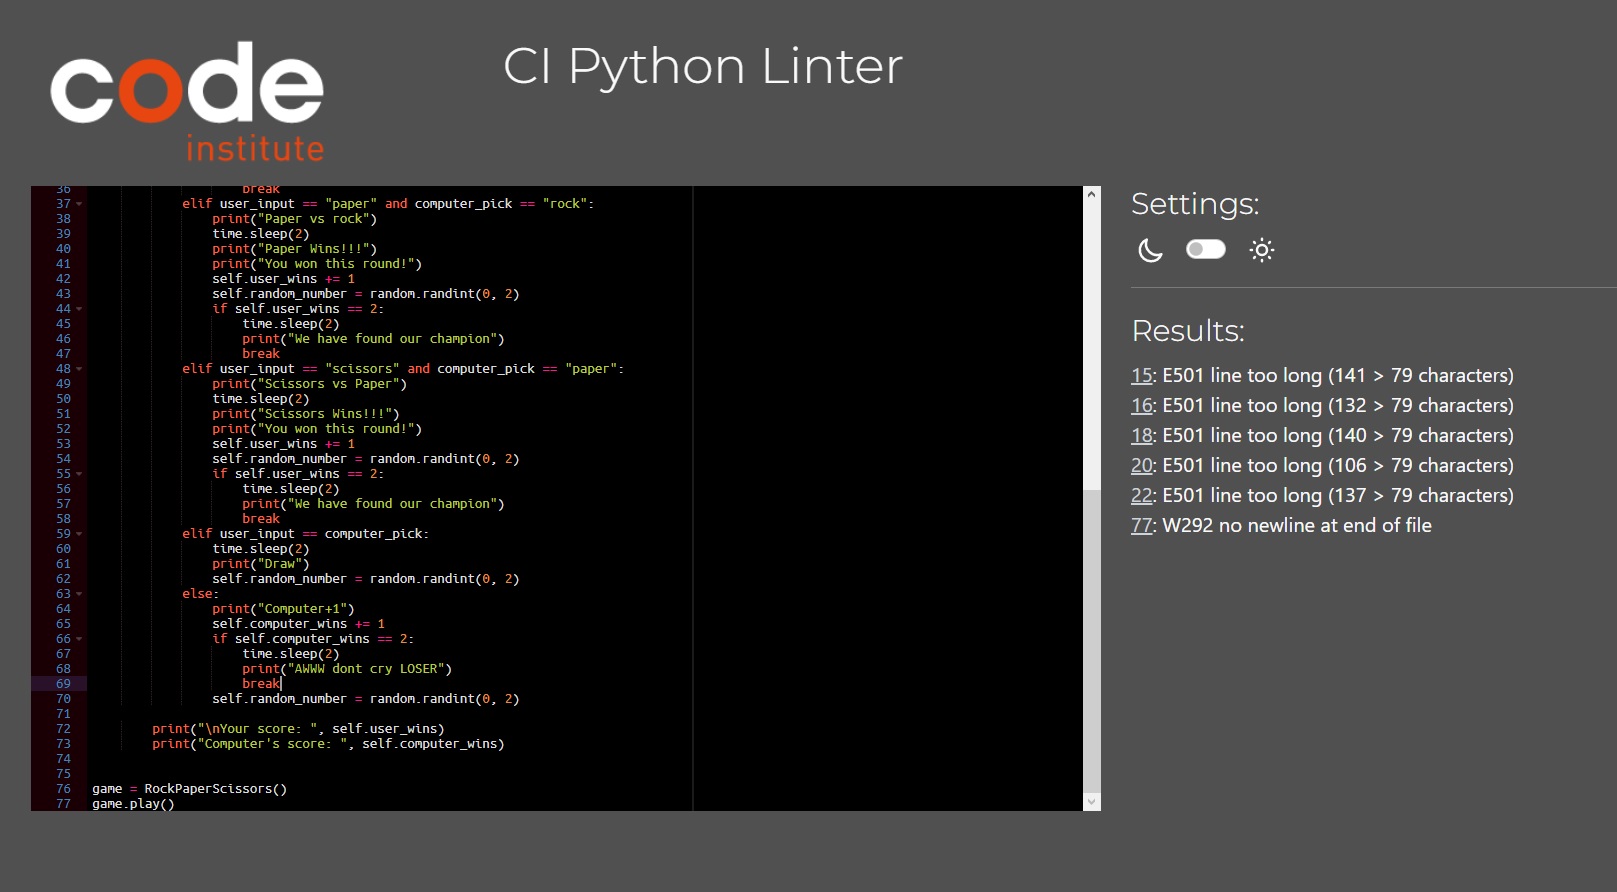 code
institute
CI Python Linter
36 break
37 elif user_input == "paper" and computer_pick == "rock":
38 print("Paper vs rock")
39 time.sleep(2)
40 print("Paper Wins!!!")
41 print("You won this round!")
42 self.user_wins += 1
43 self.random_number = random.randint(0, 2)
44 if self.user_wins == 2:
45 time.sleep(2)
46 print("We have found our champion")
47 break
48 elif user_input == "scissors" and computer_pick == "paper":
49 print("Scissors vs Paper")
50 time.sleep(2)
51 print("Scissors Wins!!!")
52 print("You won this round!")
53 self.user_wins += 1
54 self.random_number = random.randint(0, 2)
55 if self.user_wins == 2:
56 time.sleep(2)
57 print("We have found our champion")
58 break
59 elif user_input == computer_pick:
60 time.sleep(2)
61 print("Draw")
62 self.random_number = random.randint(0, 2)
63 else:
64 print("Computer+1")
65 self.computer_wins += 1
66 if self.computer_wins == 2:
67 time.sleep(2)
68 print("AWWW dont cry LOSER")
69 break
70 self.random_number = random.randint(0, 2)
71
72 print("\nYour score: ", self.user_wins)
73 print("Computer's score: ", self.computer_wins)
74
75
76 game = RockPaperScissors()
77 game.play()
Settings:
Results:
15: E501 line too long (141 > 79 characters)
16: E501 line too long (132 > 79 characters)
18: E501 line too long (140 > 79 characters)
20: E501 line too long (106 > 79 characters)
22: E501 line too long (137 > 79 characters)
77: W292 no newline at end of file